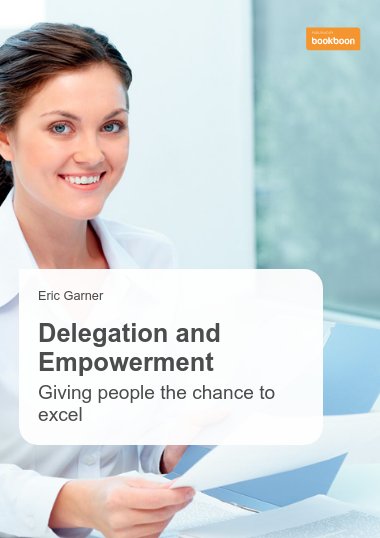 bookboon
Eric Garner
Delegation and
Empowerment
Giving people the chance to
excel